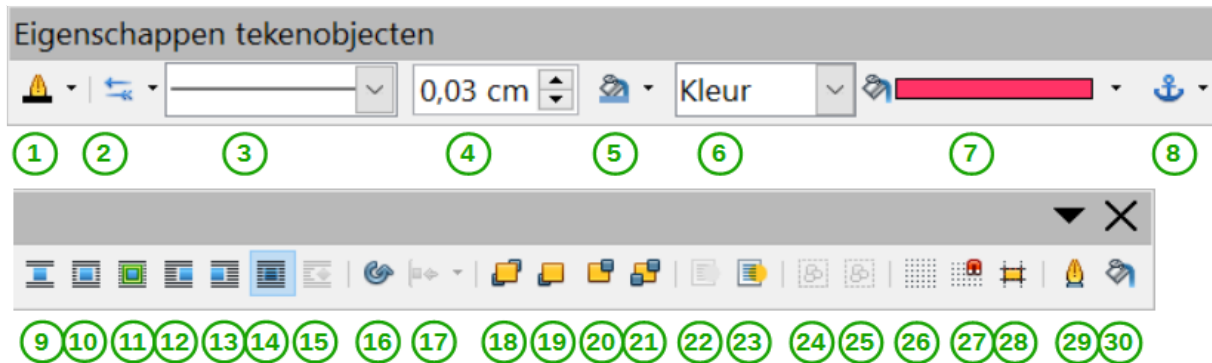 Eigenschappen tekenobjecten
0,03 cm Kleur
1 2 3 4 5 6 7 8
9 10 11 12 13 14 15 16 17 18 19 20 21 22 23 24 25 26 27 28 29 30